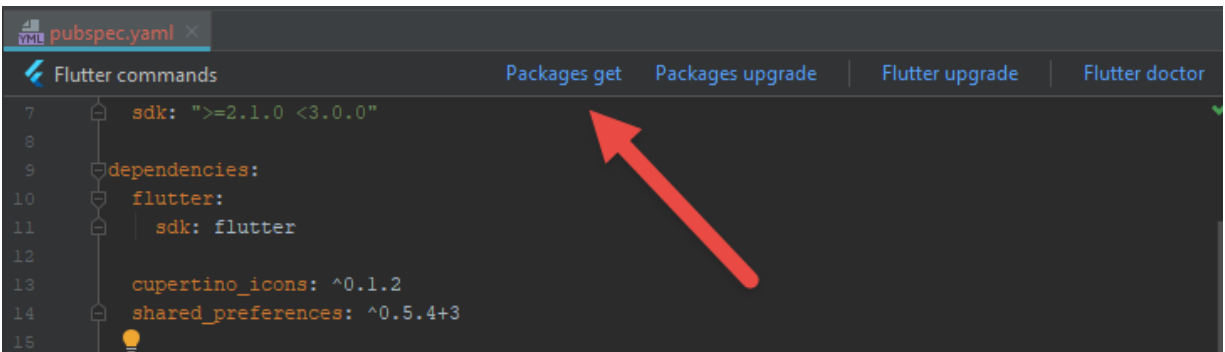 YML pubspec.yaml
Flutter commands Packages get Packages upgrade Flutter upgrade Flutter doctor
7 sdk: ">=2.1.0 <3.0.0"
8
9 dependencies:
10 flutter:
11 sdk: flutter
12
13 cupertino_icons: ^0.1.2
14 shared_preferences: ^0.5.4+3
15